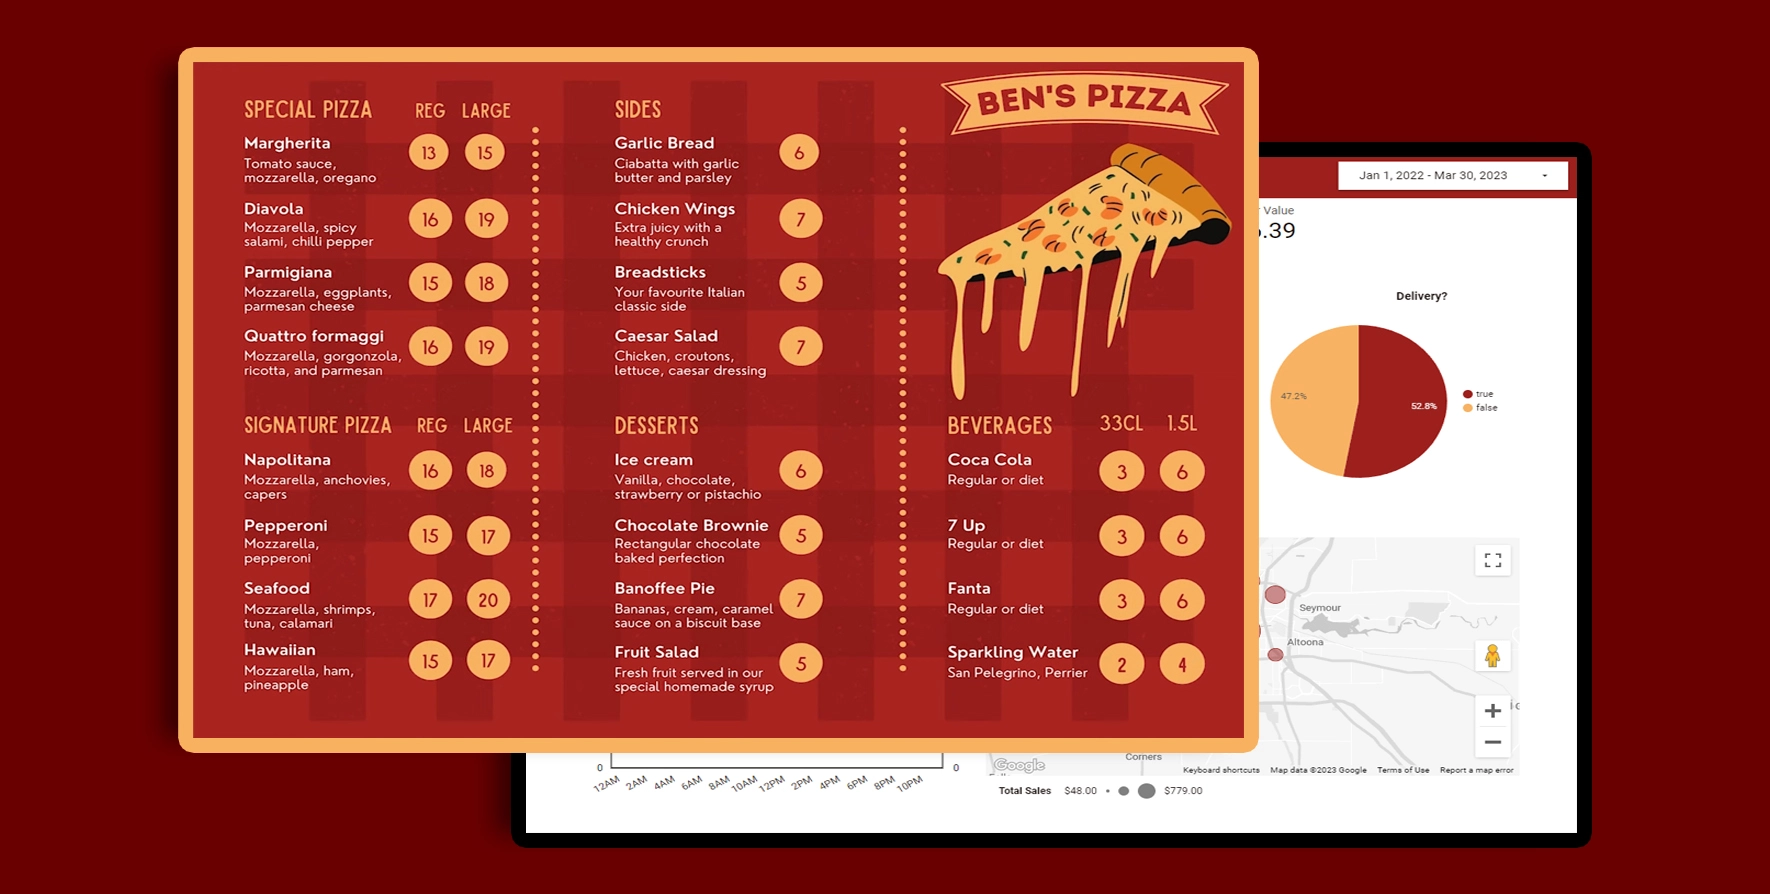 BEN'S PIZZA
SPECIAL PIZZA REG LARGE
Margherita 13 15
Tomato sauce,
mozzarella, oregano
Diavola 16 19
Mozzarella, spicy
salami, chilli pepper
Parmigiana 15 18
Mozzarella, eggplants,
parmesan cheese
Quattro formaggi 16 19
Mozzarella, gorgonzola,
ricotta, and parmesan
SIGNATURE PIZZA REG LARGE
Napolitana 16 18
Mozzarella, anchovies,
capers
Pepperoni 15 17
Mozzarella,
pepperoni
Seafood 17 20
Mozzarella, shrimps,
tuna, calamari
Hawaiian 15 17
Mozzarella, ham,
pineapple
SIDES
Garlic Bread 6
Ciabatta with garlic
butter and parsley
Chicken Wings 7
Extra juicy with a
healthy crunch
Breadsticks 5
Your favourite Italian
classic side
Caesar Salad 7
Chicken, croutons,
lettuce, caesar dressing
DESSERTS
Ice cream 6
Vanilla, chocolate,
strawberry or pistachio
Chocolate Brownie 5
Rectangular chocolate
baked perfection
Banoffee Pie 7
Bananas, cream, caramel
sauce on a biscuit base
Fruit Salad 5
Fresh fruit served in our
special homemade syrup
BEVERAGES 33CL 1.5L
Coca Cola 3 6
Regular or diet
7 Up 3 6
Regular or diet
Fanta 3 6
Regular or diet
Sparkling Water 2 4
San Pelegrino, Perrier
Jan 1, 2022 - Mar 30, 2023
Value
.39
Delivery?
47.2%
52.8%
true
false
Seymour
Altoona
Corners
Google
Keyboard shortcuts Map data ©2023 Google Terms of Use Report a map error
Total Sales $48.00 $779.00
0 0
12AM 2AM 4AM 6AM 8AM 10AM 12PM 2PM 4PM 6PM 8PM 10PM